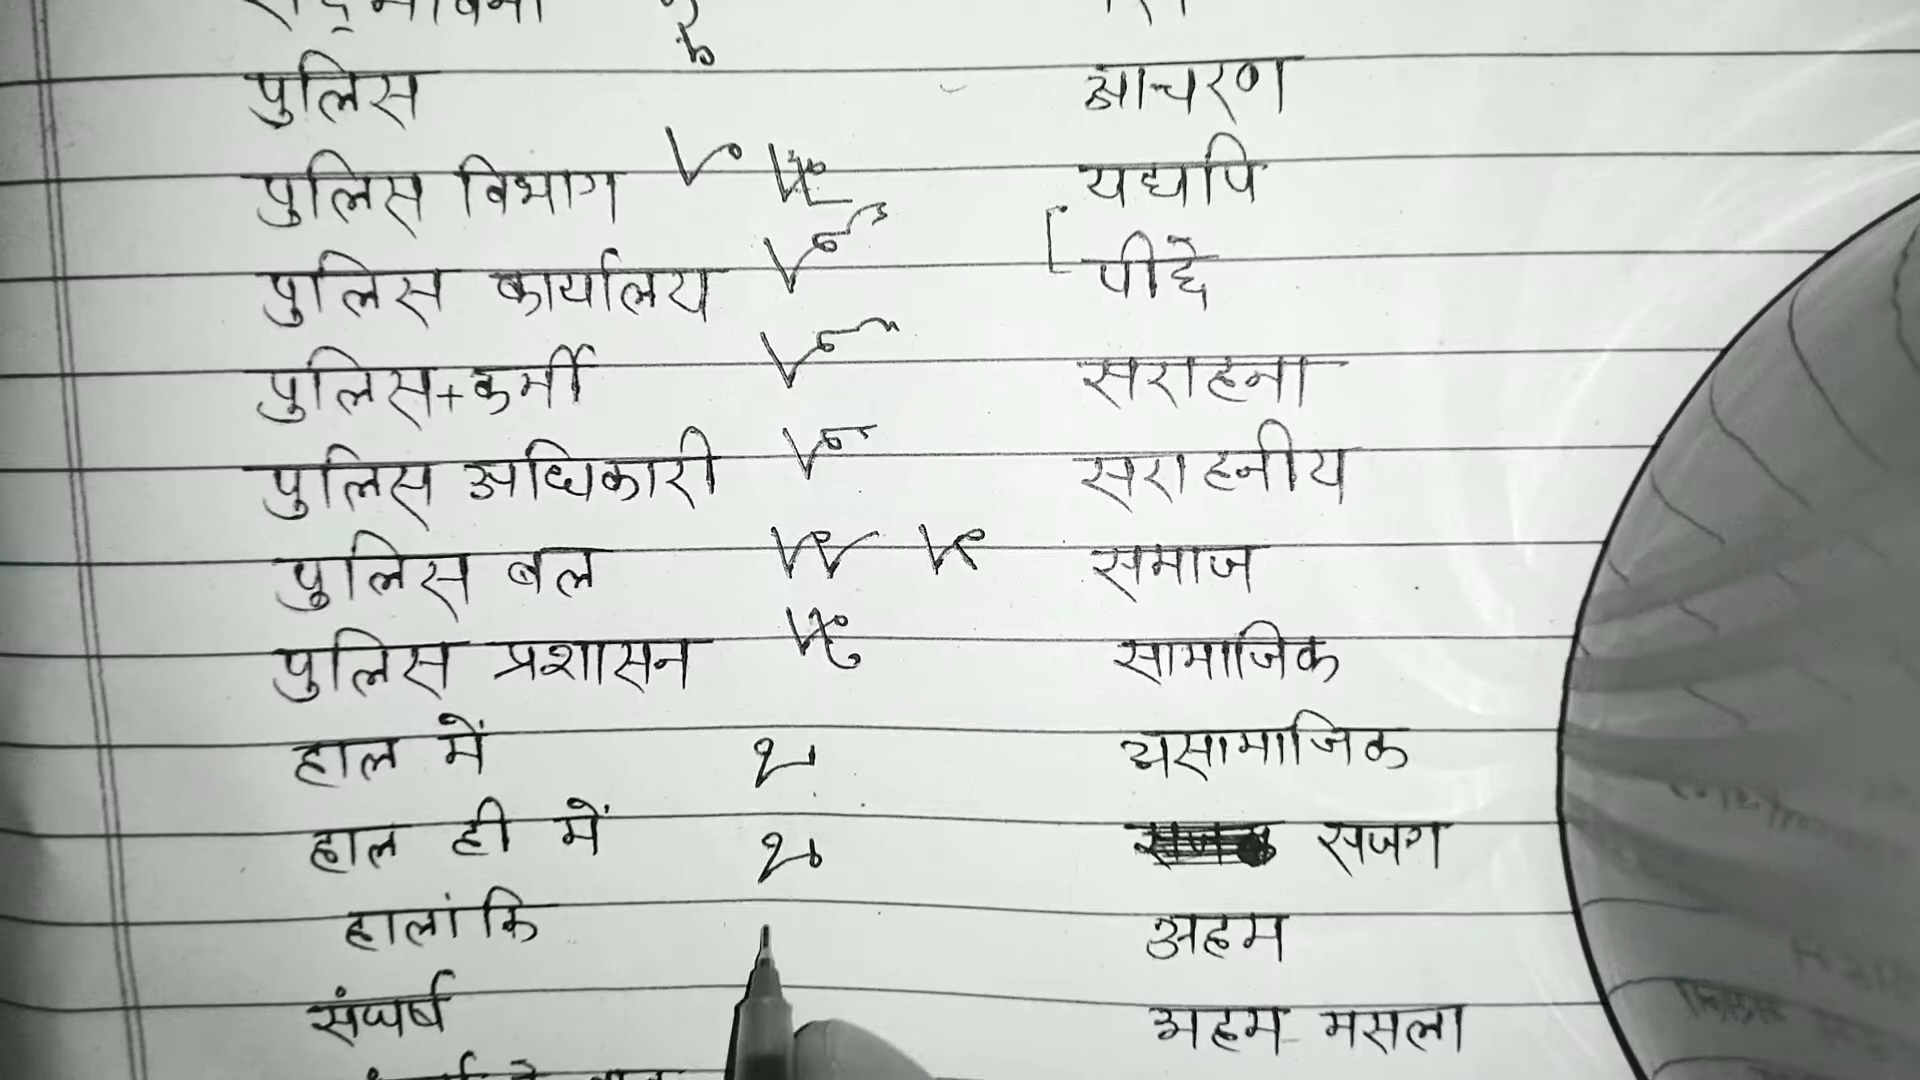 पुलिस आचरण
पुलिस विभाग यद्यपि
पुलिस कार्यालय पीछे
पुलिस+कर्मी सराहना
पुलिस अधिकारी सराहनीय
पुलिस बल समाज
पुलिस प्रशासन सामाजिक
हाल में असामाजिक
हाल ही में सजग
हालांकि अहम
संघर्ष अहम मसला